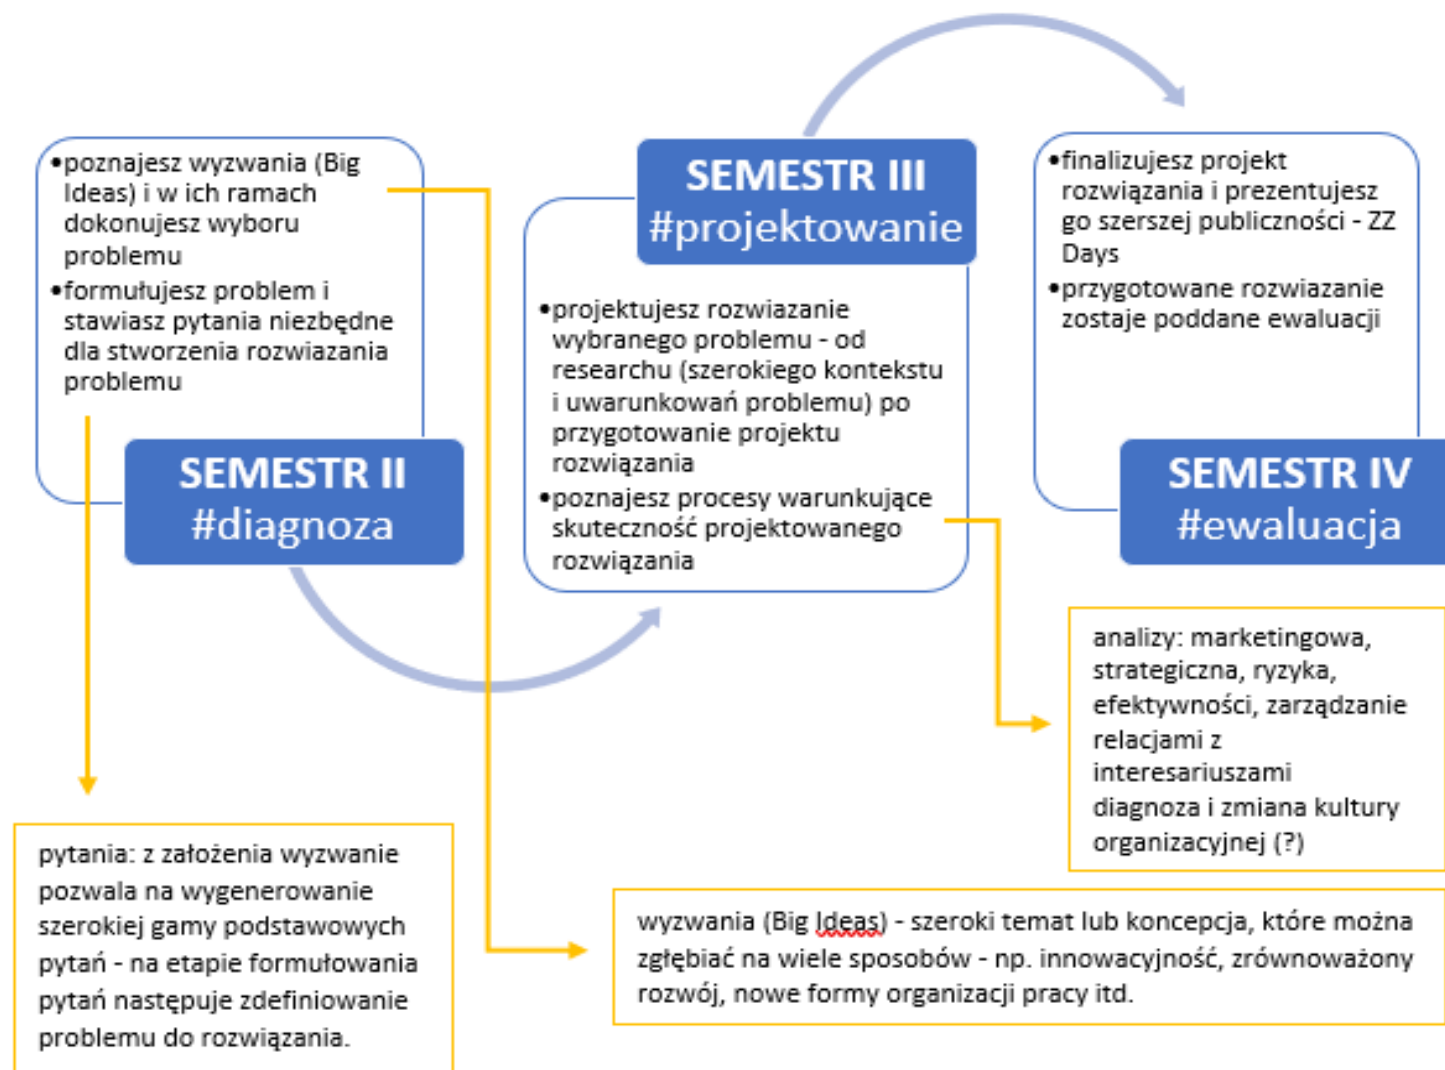 •poznajesz wyzwania (Big
Ideas) i w ich ramach
dokonujesz wyboru
problemu
•formułujesz problem i
stawiasz pytania niezbędne
dla stworzenia rozwiazania
problemu
SEMESTR II
#diagnoza
SEMESTR III
#projektowanie
•projektujesz rozwiazanie
wybranego problemu - od
researchu (szerokiego kontekstu
i uwarunkowań problemu) po
przygotowanie projektu
rozwiązania
•poznajesz procesy warunkujące
skuteczność projektowanego
rozwiązania
•finalizujesz projekt
rozwiązania i prezentujesz
go szerszej publiczności - ZZ
Days
•przygotowane rozwiazanie
zostaje poddane ewaluacji
SEMESTR IV
#ewaluacja
analizy: marketingowa,
strategiczna, ryzyka,
efektywności, zarządzanie
relacjami z
interesariuszami
diagnoza i zmiana kultury
organizacyjnej (?)
pytania: z założenia wyzwanie
pozwala na wygenerowanie
szerokiej gamy podstawowych
pytań - na etapie formułowania
pytań następuje zdefiniowanie
problemu do rozwiązania.
wyzwania (Big Ideas) - szeroki temat lub koncepcja, które można
zgłębiać na wiele sposobów - np. innowacyjność, zrównoważony
rozwój, nowe formy organizacji pracy itd.